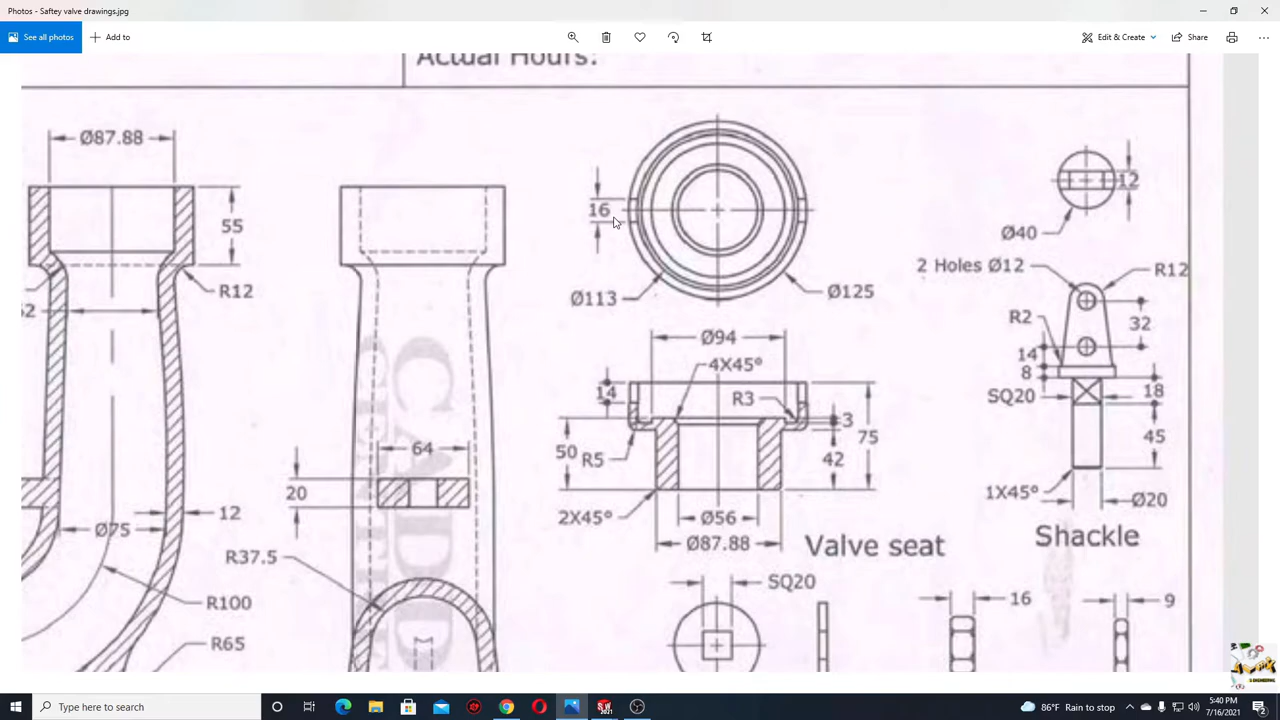 Photos - Saftey valve drawings.jpg
See all photos
Add to
Edit & Create
Share
Actual Hours:
Ø87.88
55
R12
Ø75
12
R100
R65
64
20
R37.5
16
Ø113
Ø125
Ø94
4X45°
14
R3
3
75
50
R5
42
2X45°
Ø56
Ø87.88
Valve seat
SQ20
12
Ø40
2 Holes Ø12
R12
R2
32
14
8
SQ20
18
45
1X45°
Ø20
Shackle
16
9
Type here to search
86°F Rain to stop
5:40 PM
7/16/2021
2